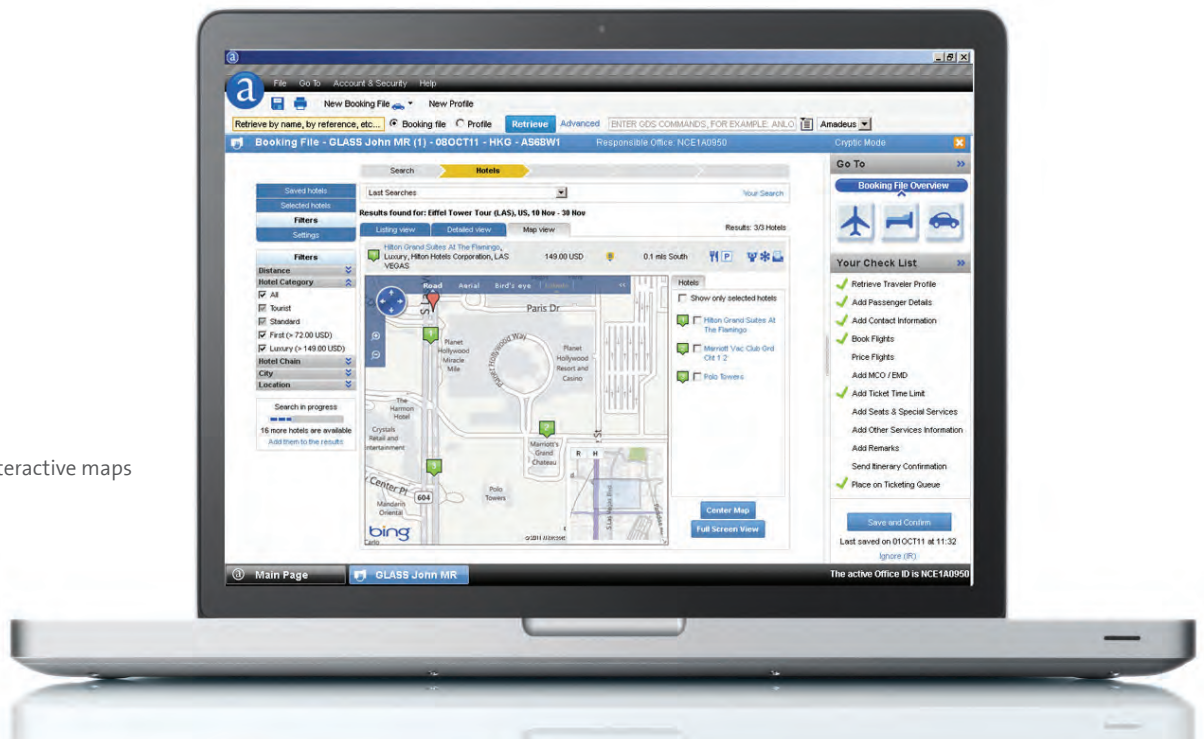 a
File Go To Account & Security Help
a
New Booking File New Profile
Retrieve by name, by reference, etc... Booking file Profile Retrieve Advanced ENTER GDS COMMANDS, FOR EXAMPLE: ANLO Amadeus
Booking File - GLASS John MR (1) - 08OCT11 - HKG - AS6BW1 Responsible Office: NCE1A0950 Cryptic Mode
Search Hotels
Saved hotels
Selected hotels
Filters
Settings
Filters
Distance
Hotel Category
All
Tourist
Standard
First (> 72.00 USD)
Luxury (> 149.00 USD)
Hotel Chain
City
Location
Search in progress
16 more hotels are available
Add them to the results
Last Searches Your Search
Results found for: Eiffel Tower Tour (LAS), US, 10 Nov - 30 Nov
Listing view Detailed view Map view Results: 3/3 Hotels
Hilton Grand Suites At The Flamingo,
Luxury, Hilton Hotels Corporation, LAS
VEGAS
149.00 USD 0.1 mls South P
Road Aerial Bird's eye <<
Paris Dr
Planet
Hollywood
Miracle
Mile
Planet Hollywood Way
Planet
Hollywood
Resort and
Casino
The
Harmon
Hotel
Crystals
Retail and
Entertainment
Marriott's
Grand
Chateau
Center Pl
604
Mandarin
Oriental
Polo
Towers
R H
S Las Vegas Blvd
bing
Carlo
Hotels
Show only selected hotels
Hilton Grand Suites At
The Flamingo
Marriott Vac Club Grd
Cht 1 2
Polo Towers
Center Map
Full Screen View
Go To >>
Booking File Overview
Your Check List >>
Retrieve Traveler Profile
Add Passenger Details
Add Contact Information
Book Flights
Price Flights
Add MCO / EMD
Add Ticket Time Limit
Add Seats & Special Services
Add Other Services Information
Add Remarks
Send Itinerary Confirmation
Place on Ticketing Queue
Save and Confirm
Last saved on 01OCT11 at 11:32
Ignore (IR)
a Main Page GLASS John MR The active Office ID is NCE1A0950
teractive maps